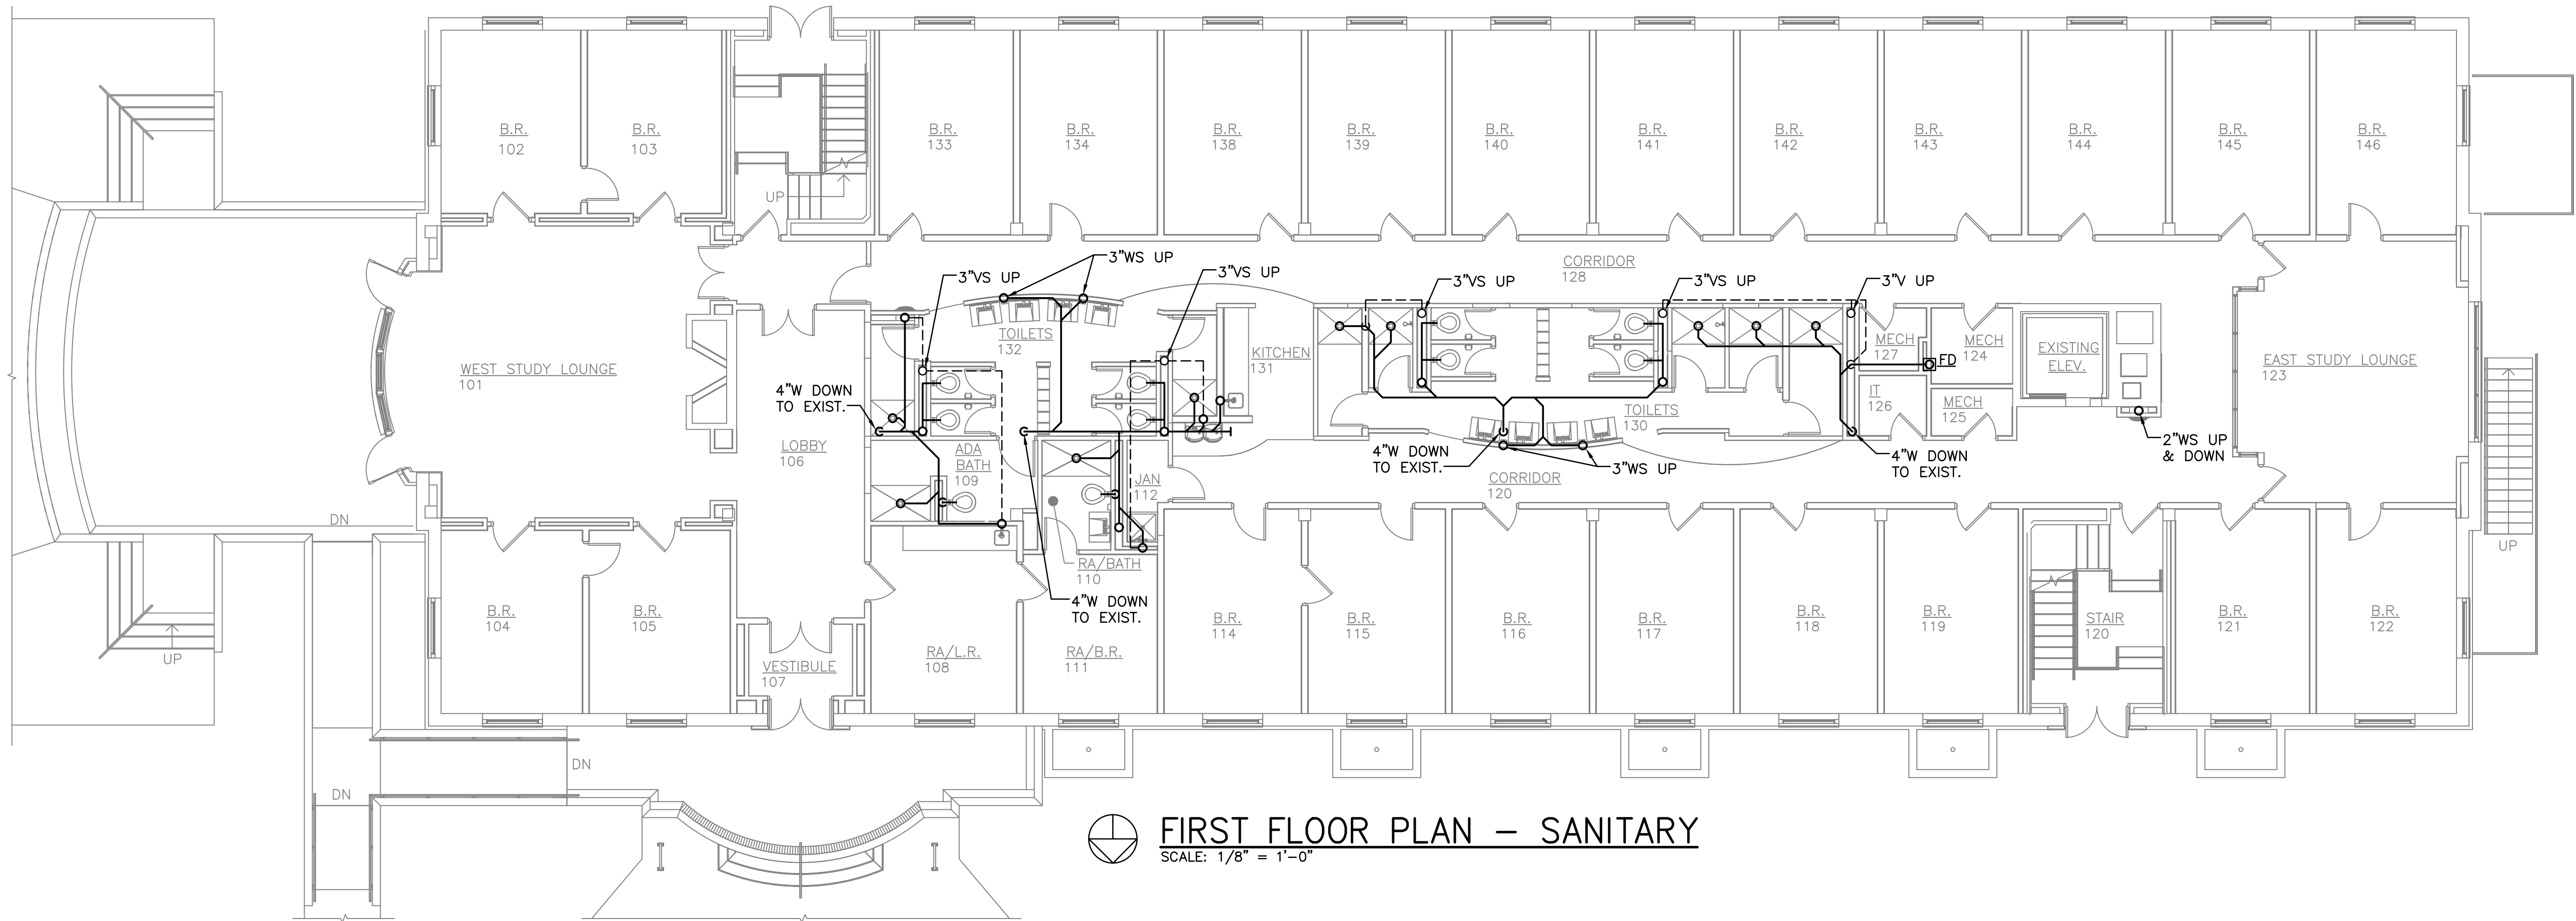 B.R.
102
B.R.
103
UP
B.R.
133
B.R.
134
B.R.
138
B.R.
139
B.R.
140
B.R.
141
B.R.
142
B.R.
143
B.R.
144
B.R.
145
B.R.
146
3"WS UP
3"VS UP
3"VS UP
3"VS UP
CORRIDOR
128
3"VS UP
3"V UP
TOILETS
132
KITCHEN
131
MECH
127
MECH
124
FD
EXISTING
ELEV.
WEST STUDY LOUNGE
101
EAST STUDY LOUNGE
123
4"W DOWN
TO EXIST.
IT
126
MECH
125
TOILETS
130
LOBBY
106
ADA
BATH
109
JAN
112
4"W DOWN
TO EXIST.
3"WS UP
4"W DOWN
TO EXIST.
2"WS UP
& DOWN
CORRIDOR
120
DN
UP
RA/BATH
110
4"W DOWN
TO EXIST.
B.R.
104
B.R.
105
UP
VESTIBULE
107
RA/L.R.
108
RA/B.R.
111
B.R.
114
B.R.
115
B.R.
116
B.R.
117
B.R.
118
B.R.
119
STAIR
120
B.R.
121
B.R.
122
DN
DN
FIRST FLOOR PLAN – SANITARY
SCALE: 1/8" = 1'-0"